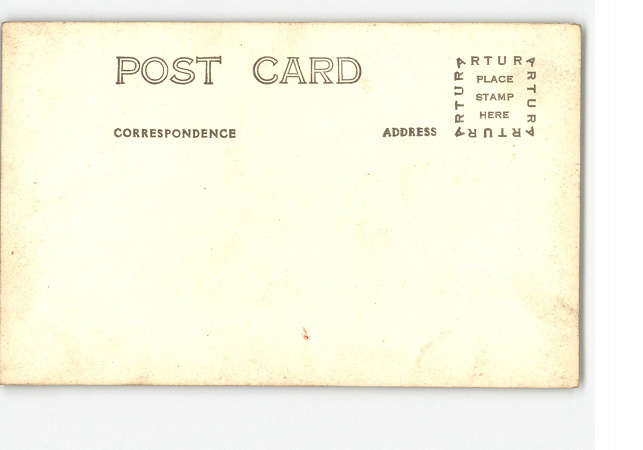 POST CARD
CORRESPONDENCE
ADDRESS
ARTURA
ARTURA
ARTURA
ARTURA
PLACE
STAMP
HERE